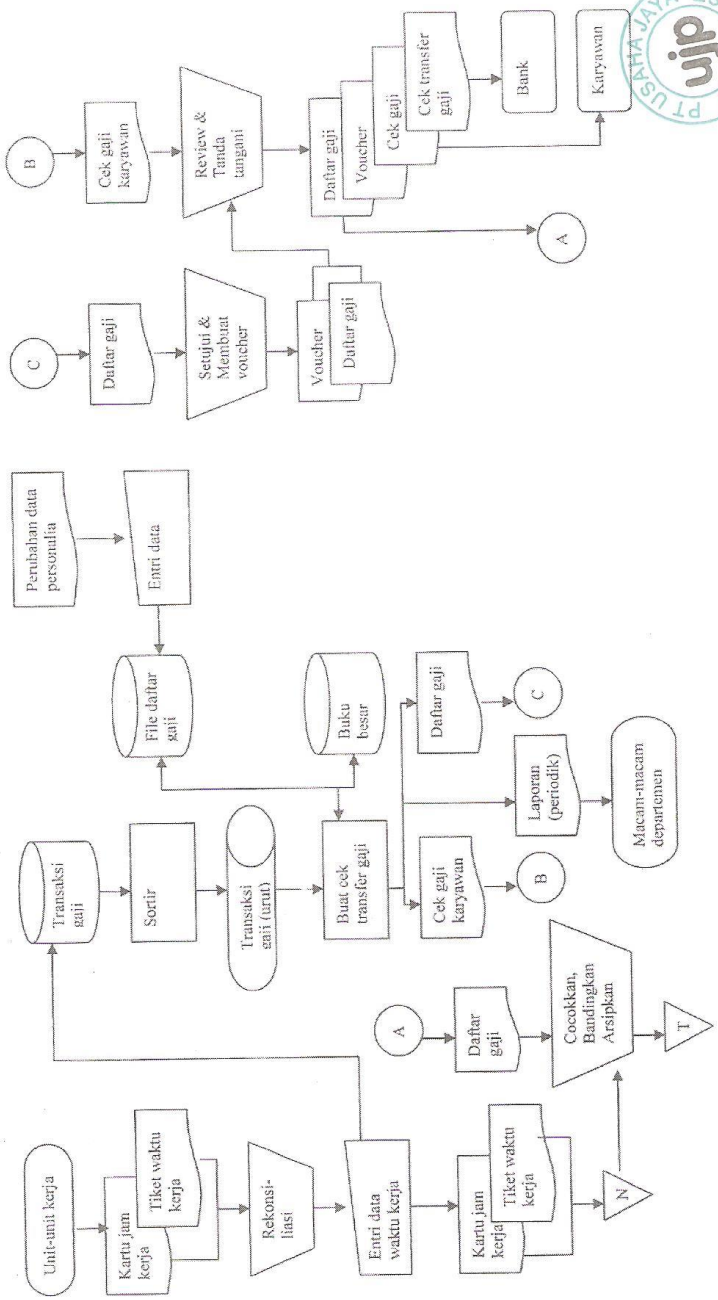 Unit-unit kerja
Kartu jam
kerja
Tiket waktu
kerja
Rekonsi-
liasi
Entri data
waktu kerja
Kartu jam
kerja
Tiket waktu
kerja
N
A
Daftar
gaji
Cocokkan,
Bandingkan
Arsipkan
T
Transaksi
gaji
Sortir
Transaksi
gaji (urut)
Buat cek
transfer gaji
Cek gaji
karyawan
B
Laporan
(periodik)
Macam-macam
departemen
Daftar gaji
C
File daftar
gaji
Buku
besar
Perubahan data
personalia
Entri data
C
Daftar gaji
Setujui &
Membuat
voucher
Voucher
Daftar gaji
B
Cek gaji
karyawan
Review &
Tanda
tangani
Daftar gaji
Voucher
Cek gaji
Cek transfer
gaji
A
Bank
Karyawan
PT USAHA JAYA
ujp